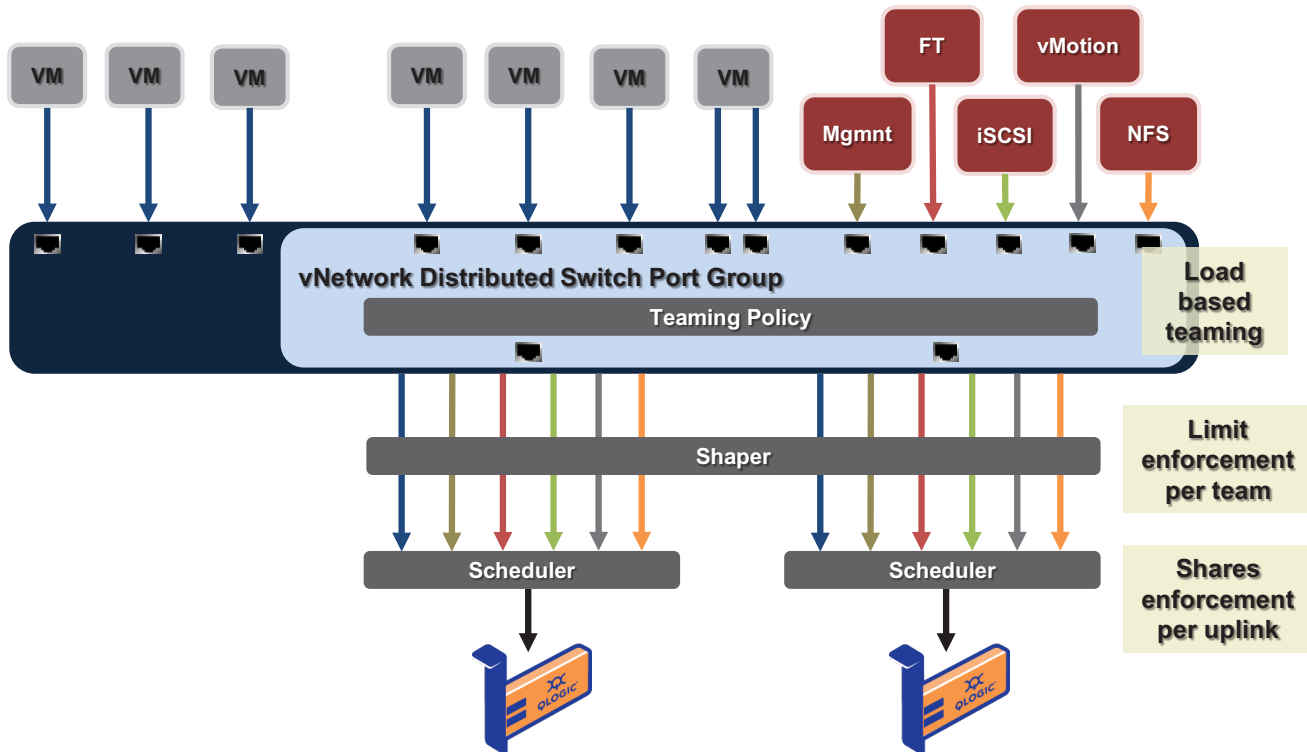 FT
vMotion
VM
VM
VM
VM
VM
VM
VM
Mgmnt
iSCSI
NFS
vNetwork Distributed Switch Port Group
Teaming Policy
Load
based
teaming
Shaper
Limit
enforcement
per team
Scheduler
Scheduler
Shares
enforcement
per uplink
QLOGIC
QLOGIC